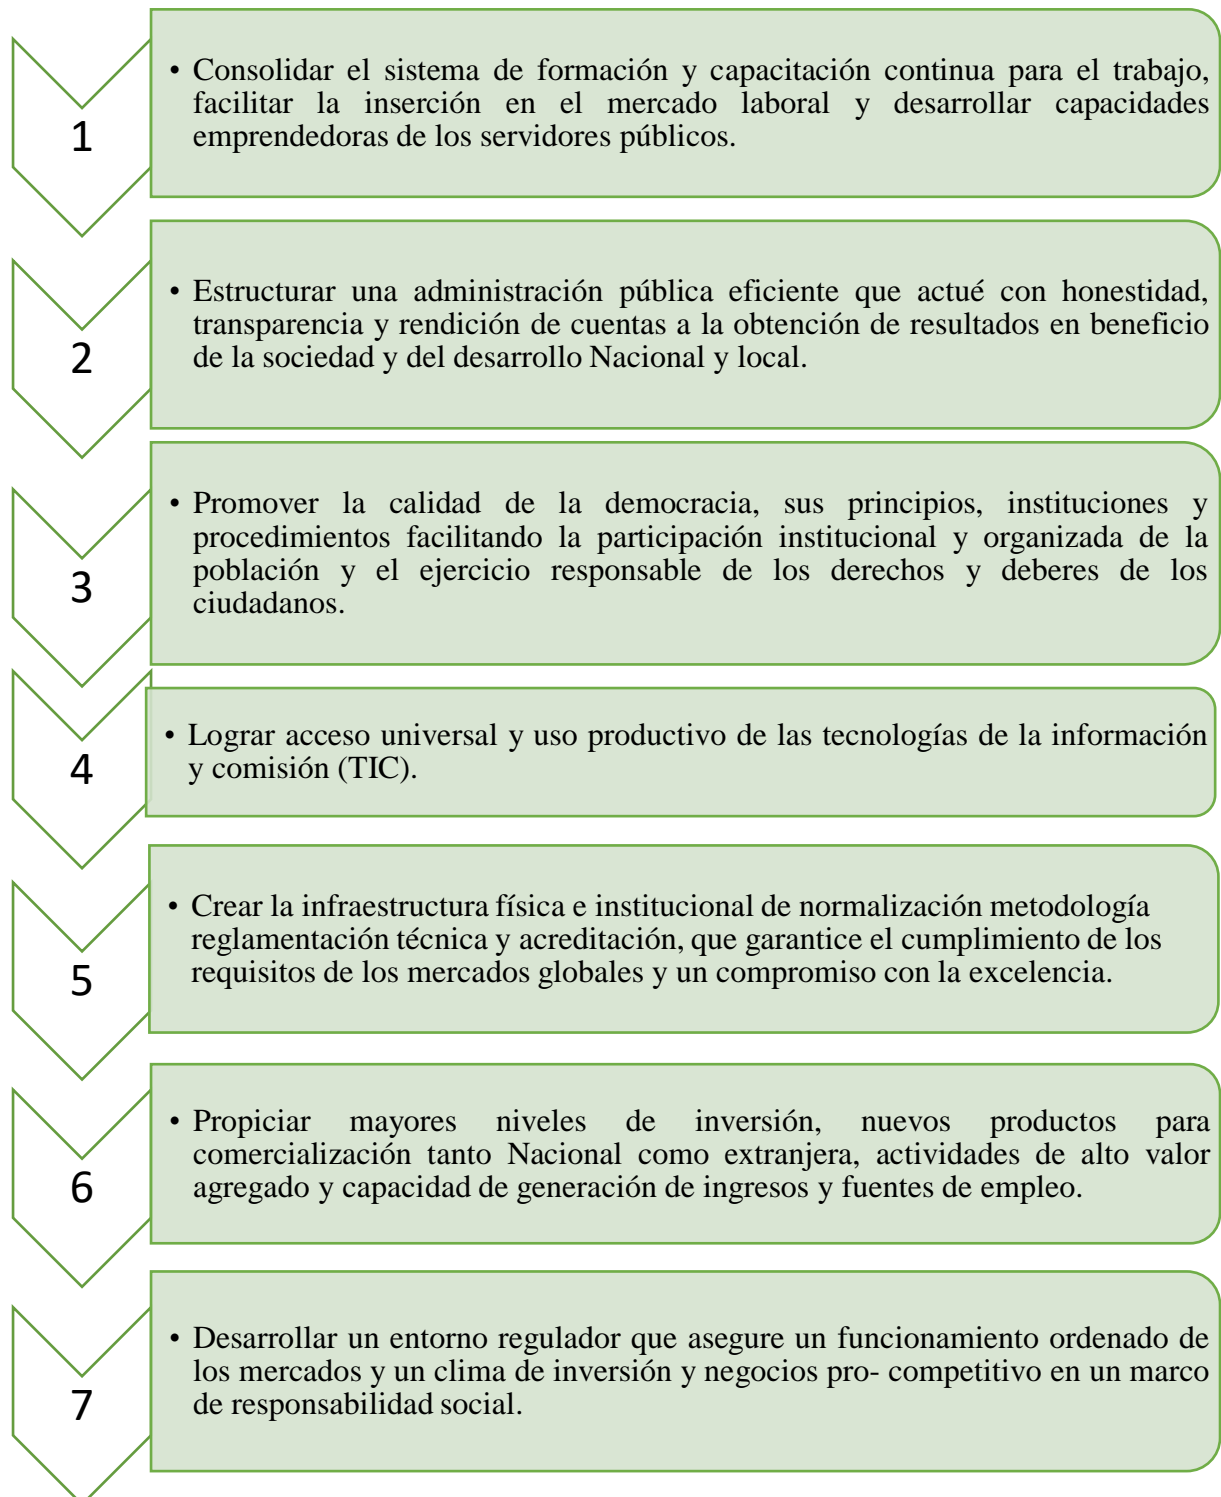 1
• Consolidar el sistema de formación y capacitación continua para el trabajo,
facilitar la inserción en el mercado laboral y desarrollar capacidades
emprendedoras de los servidores públicos.
2
• Estructurar una administración pública eficiente que actué con honestidad,
transparencia y rendición de cuentas a la obtención de resultados en beneficio
de la sociedad y del desarrollo Nacional y local.
3
• Promover la calidad de la democracia, sus principios, instituciones y
procedimientos facilitando la participación institucional y organizada de la
población y el ejercicio responsable de los derechos y deberes de los
ciudadanos.
4
• Lograr acceso universal y uso productivo de las tecnologías de la información
y comisión (TIC).
5
• Crear la infraestructura física e institucional de normalización metodología
reglamentación técnica y acreditación, que garantice el cumplimiento de los
requisitos de los mercados globales y un compromiso con la excelencia.
6
• Propiciar mayores niveles de inversión, nuevos productos para
comercialización tanto Nacional como extranjera, actividades de alto valor
agregado y capacidad de generación de ingresos y fuentes de empleo.
7
• Desarrollar un entorno regulador que asegure un funcionamiento ordenado de
los mercados y un clima de inversión y negocios pro- competitivo en un marco
de responsabilidad social.